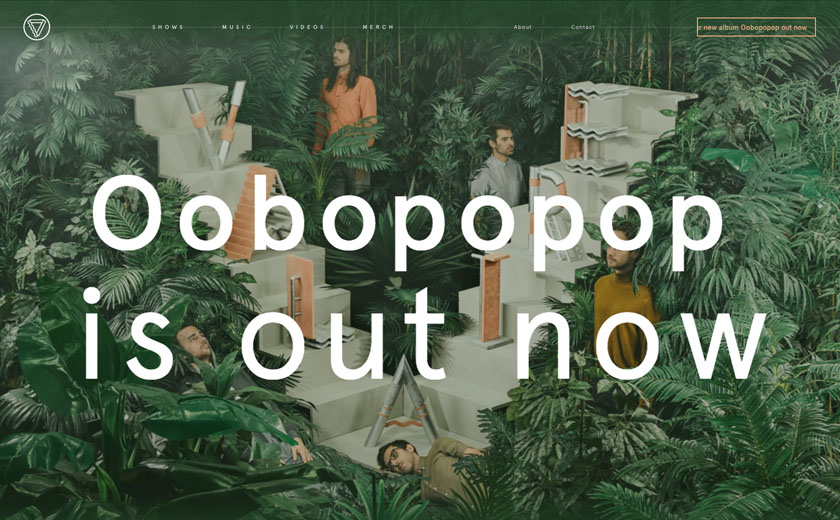 SHOWS
MUSIC
VIDEOS
MERCH
About
Contact
new album Oobopopop out now
Oobopopop
is out now